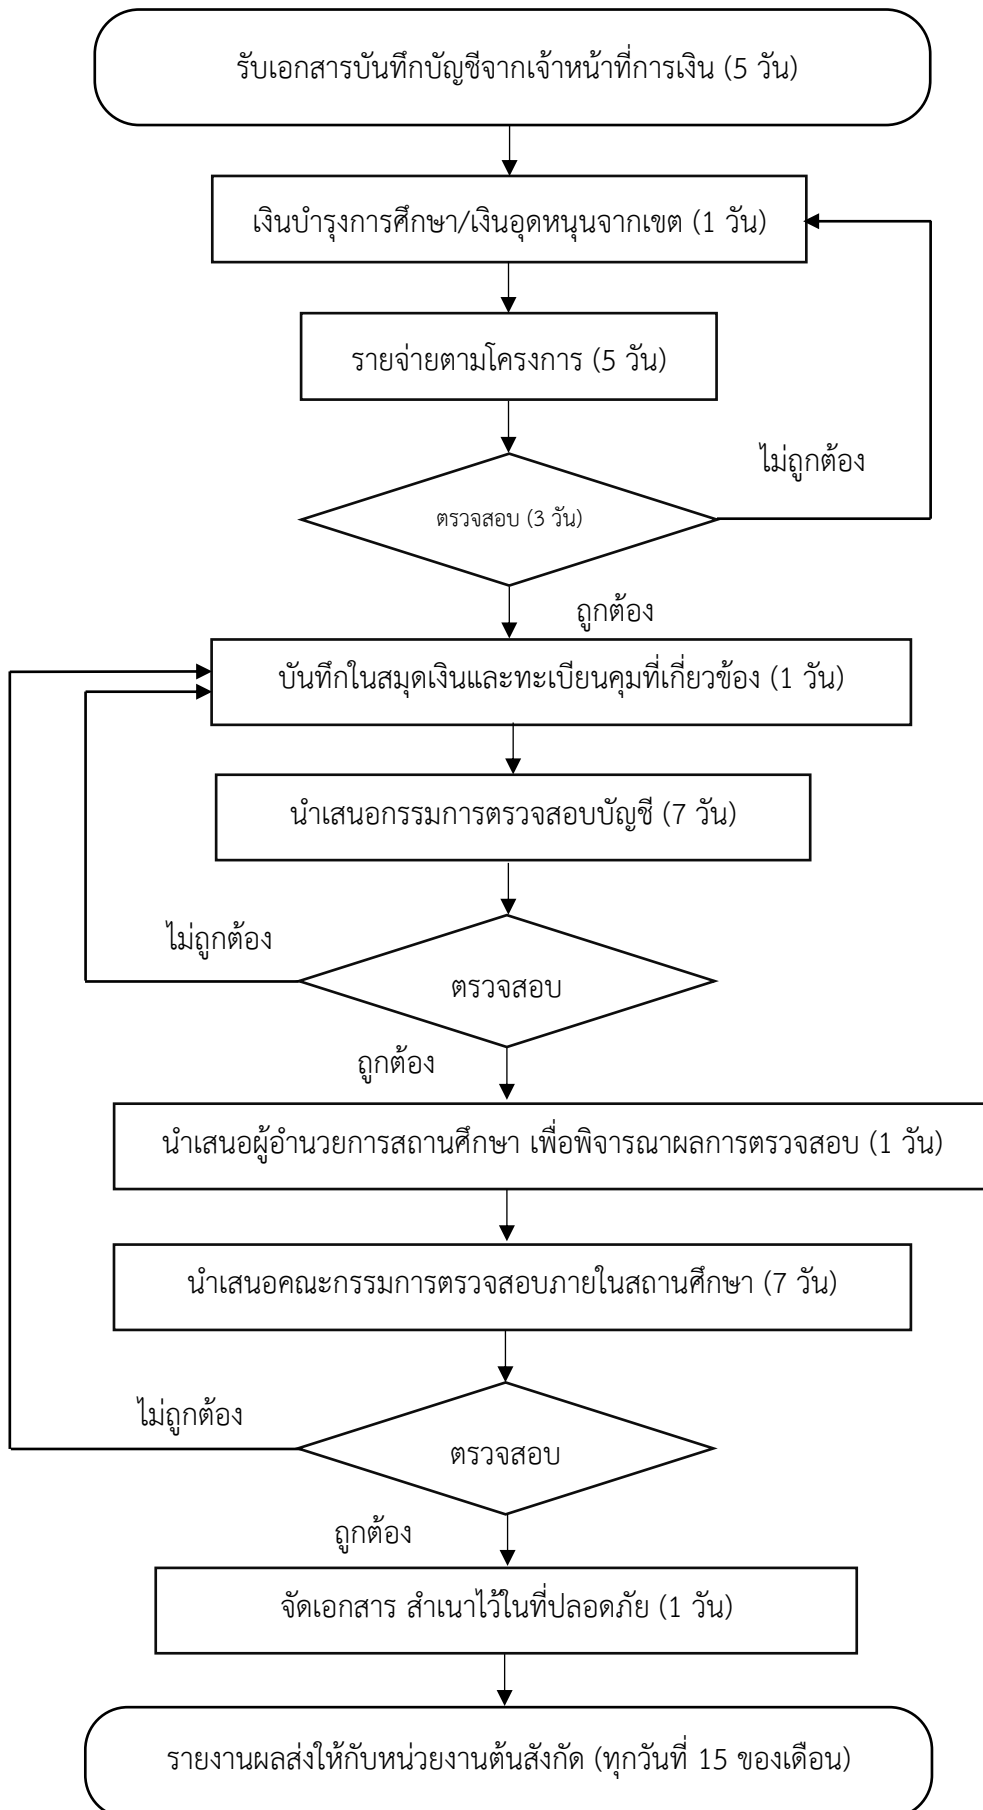 รับเอกสารบันทึกบัญชีจากเจ้าหน้าที่การเงิน (5 วัน)
เงินบำรุงการศึกษา/เงินอุดหนุนจากเขต (1 วัน)
รายจ่ายตามโครงการ (5 วัน)
ไม่ถูกต้อง
ตรวจสอบ (3 วัน)
ถูกต้อง
บันทึกในสมุดเงินและทะเบียนคุมที่เกี่ยวข้อง (1 วัน)
นำเสนอกรรมการตรวจสอบบัญชี (7 วัน)
ไม่ถูกต้อง
ตรวจสอบ
ถูกต้อง
นำเสนอผู้อำนวยการสถานศึกษา เพื่อพิจารณาผลการตรวจสอบ (1 วัน)
นำเสนอคณะกรรมการตรวจสอบภายในสถานศึกษา (7 วัน)
ไม่ถูกต้อง
ตรวจสอบ
ถูกต้อง
จัดเอกสาร สำเนาไว้ในที่ปลอดภัย (1 วัน)
รายงานผลส่งให้กับหน่วยงานต้นสังกัด (ทุกวันที่ 15 ของเดือน)